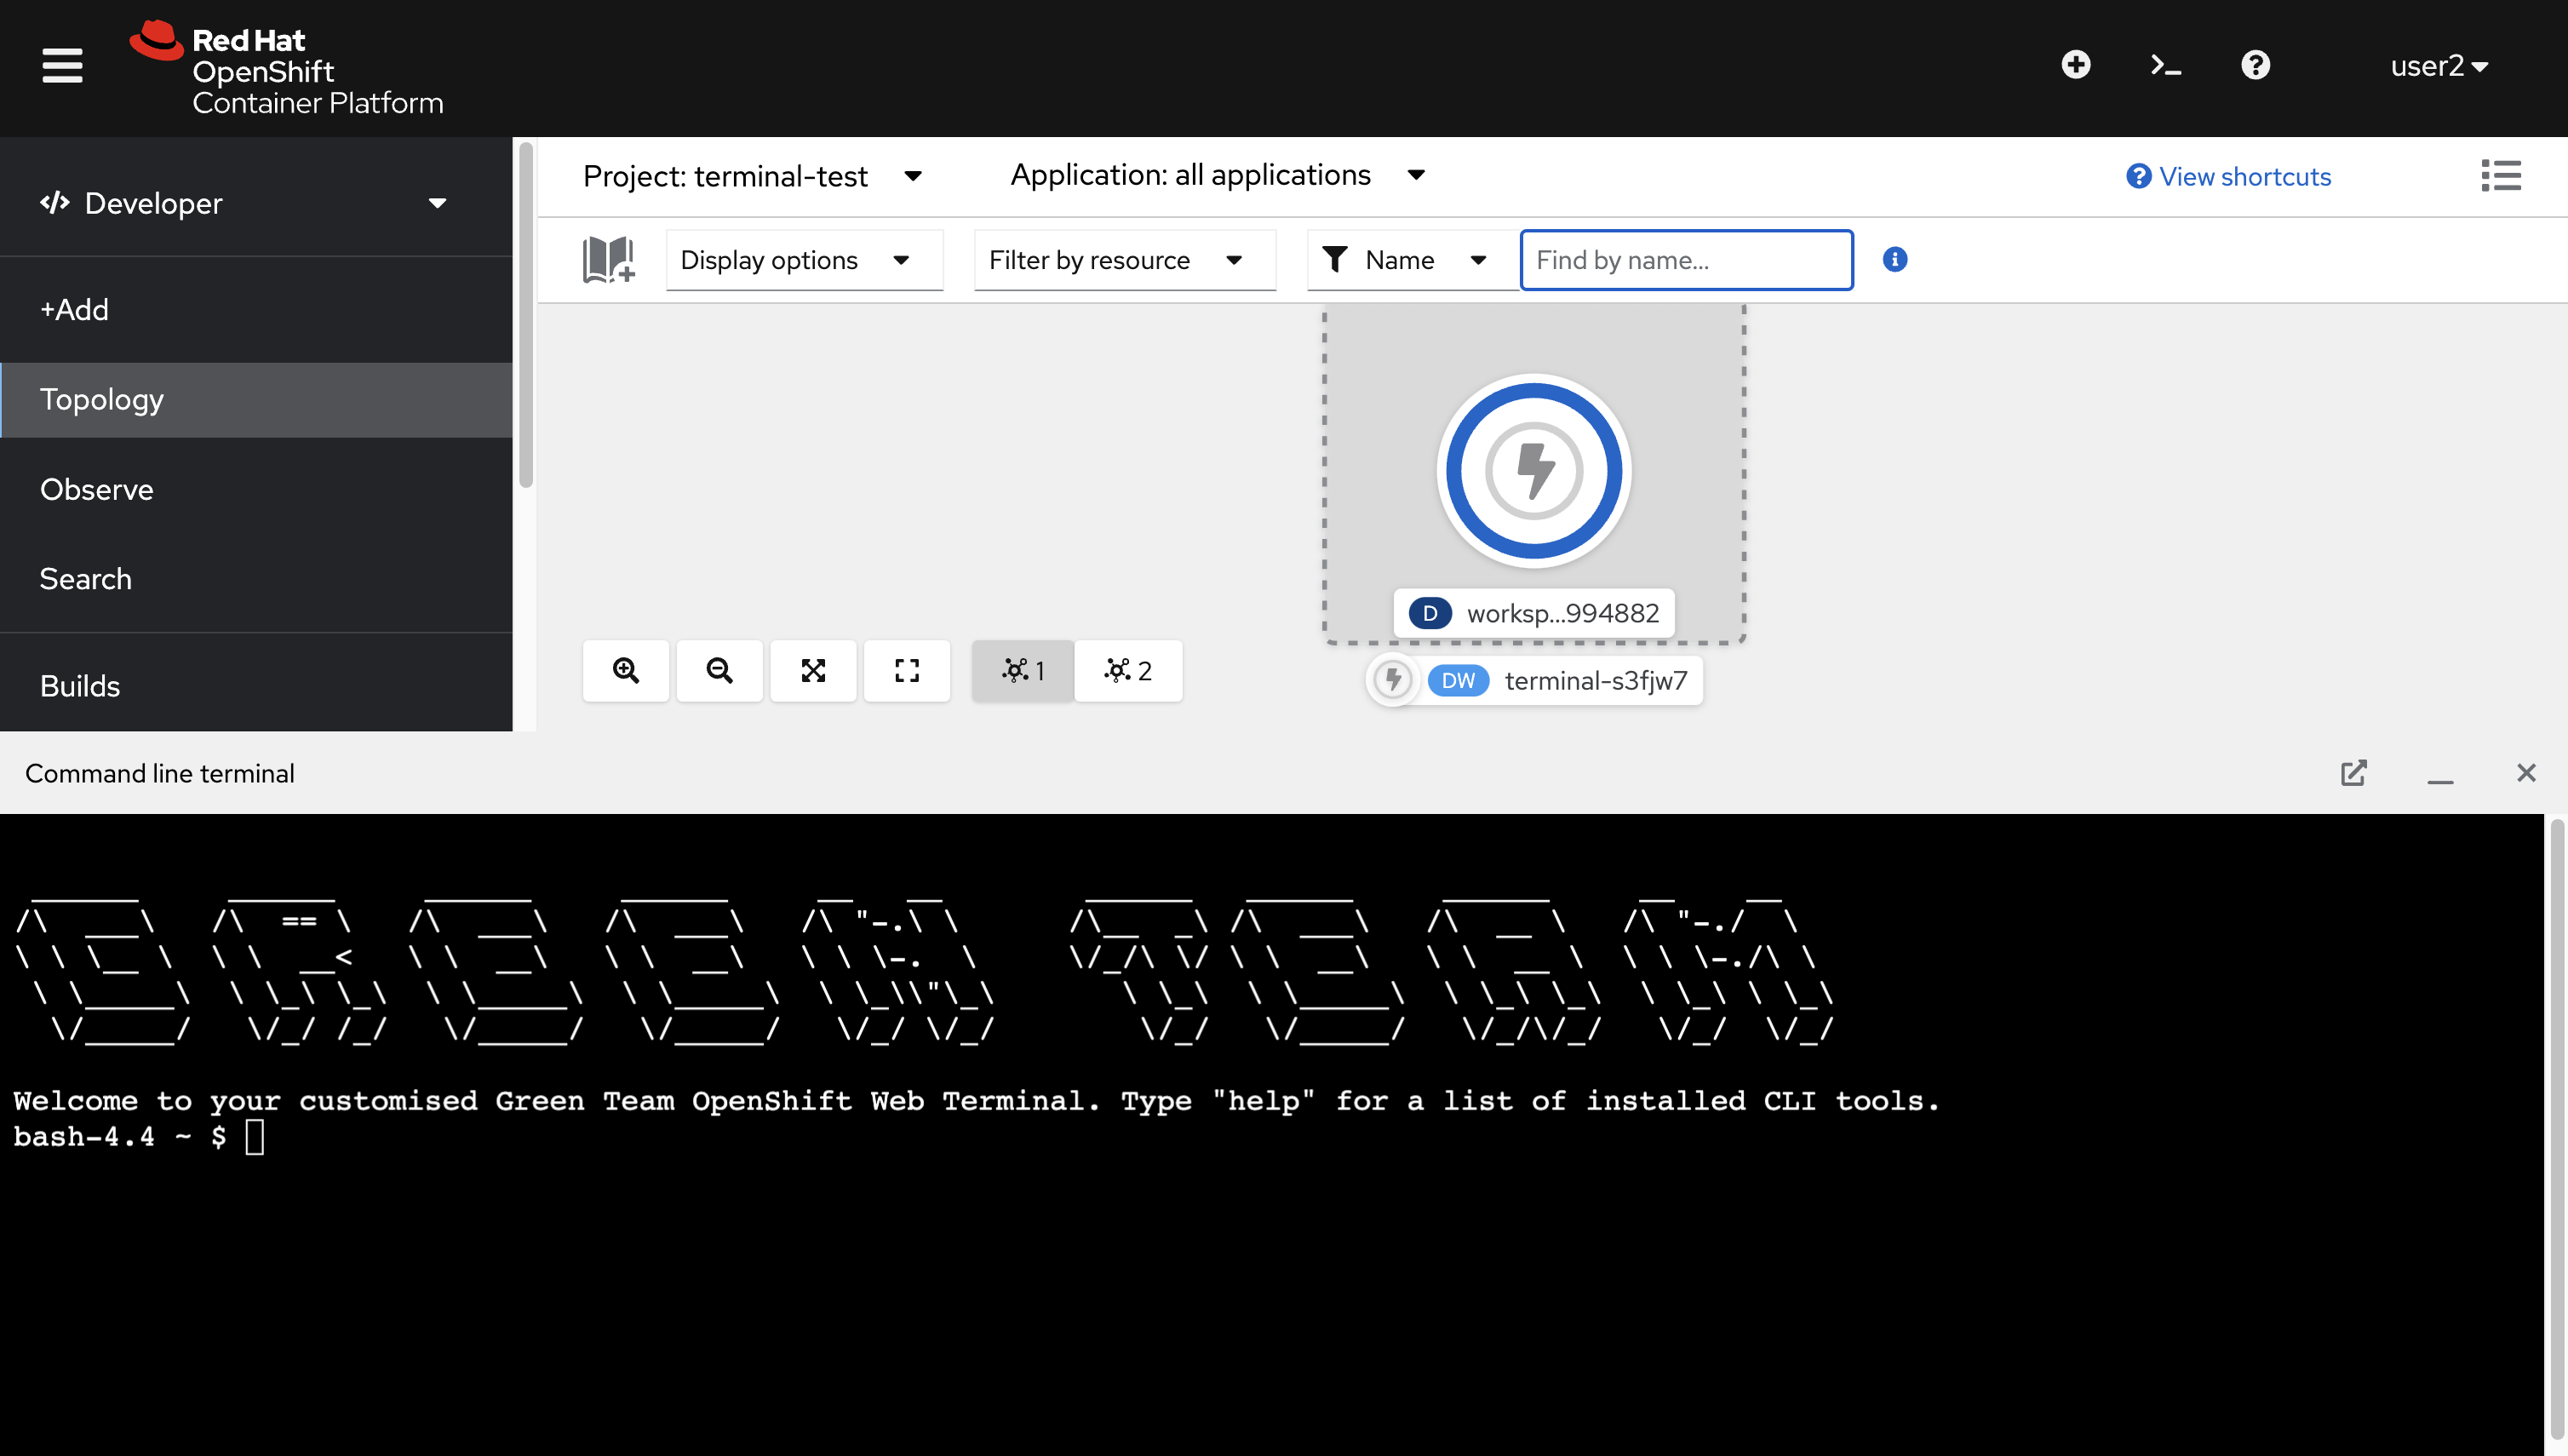 Red Hat
OpenShift
Container Platform
user2
Developer
+Add
Topology
Observe
Search
Builds
Project: terminal-test
Application: all applications
View shortcuts
Display options
Filter by resource
Name
Find by name...
D worksp...994882
DW terminal-s3fjw7
1
2
Command line terminal
GREEN TEAM
Welcome to your customised Green Team OpenShift Web Terminal. Type "help" for a list of installed CLI tools.
bash-4.4 ~ $